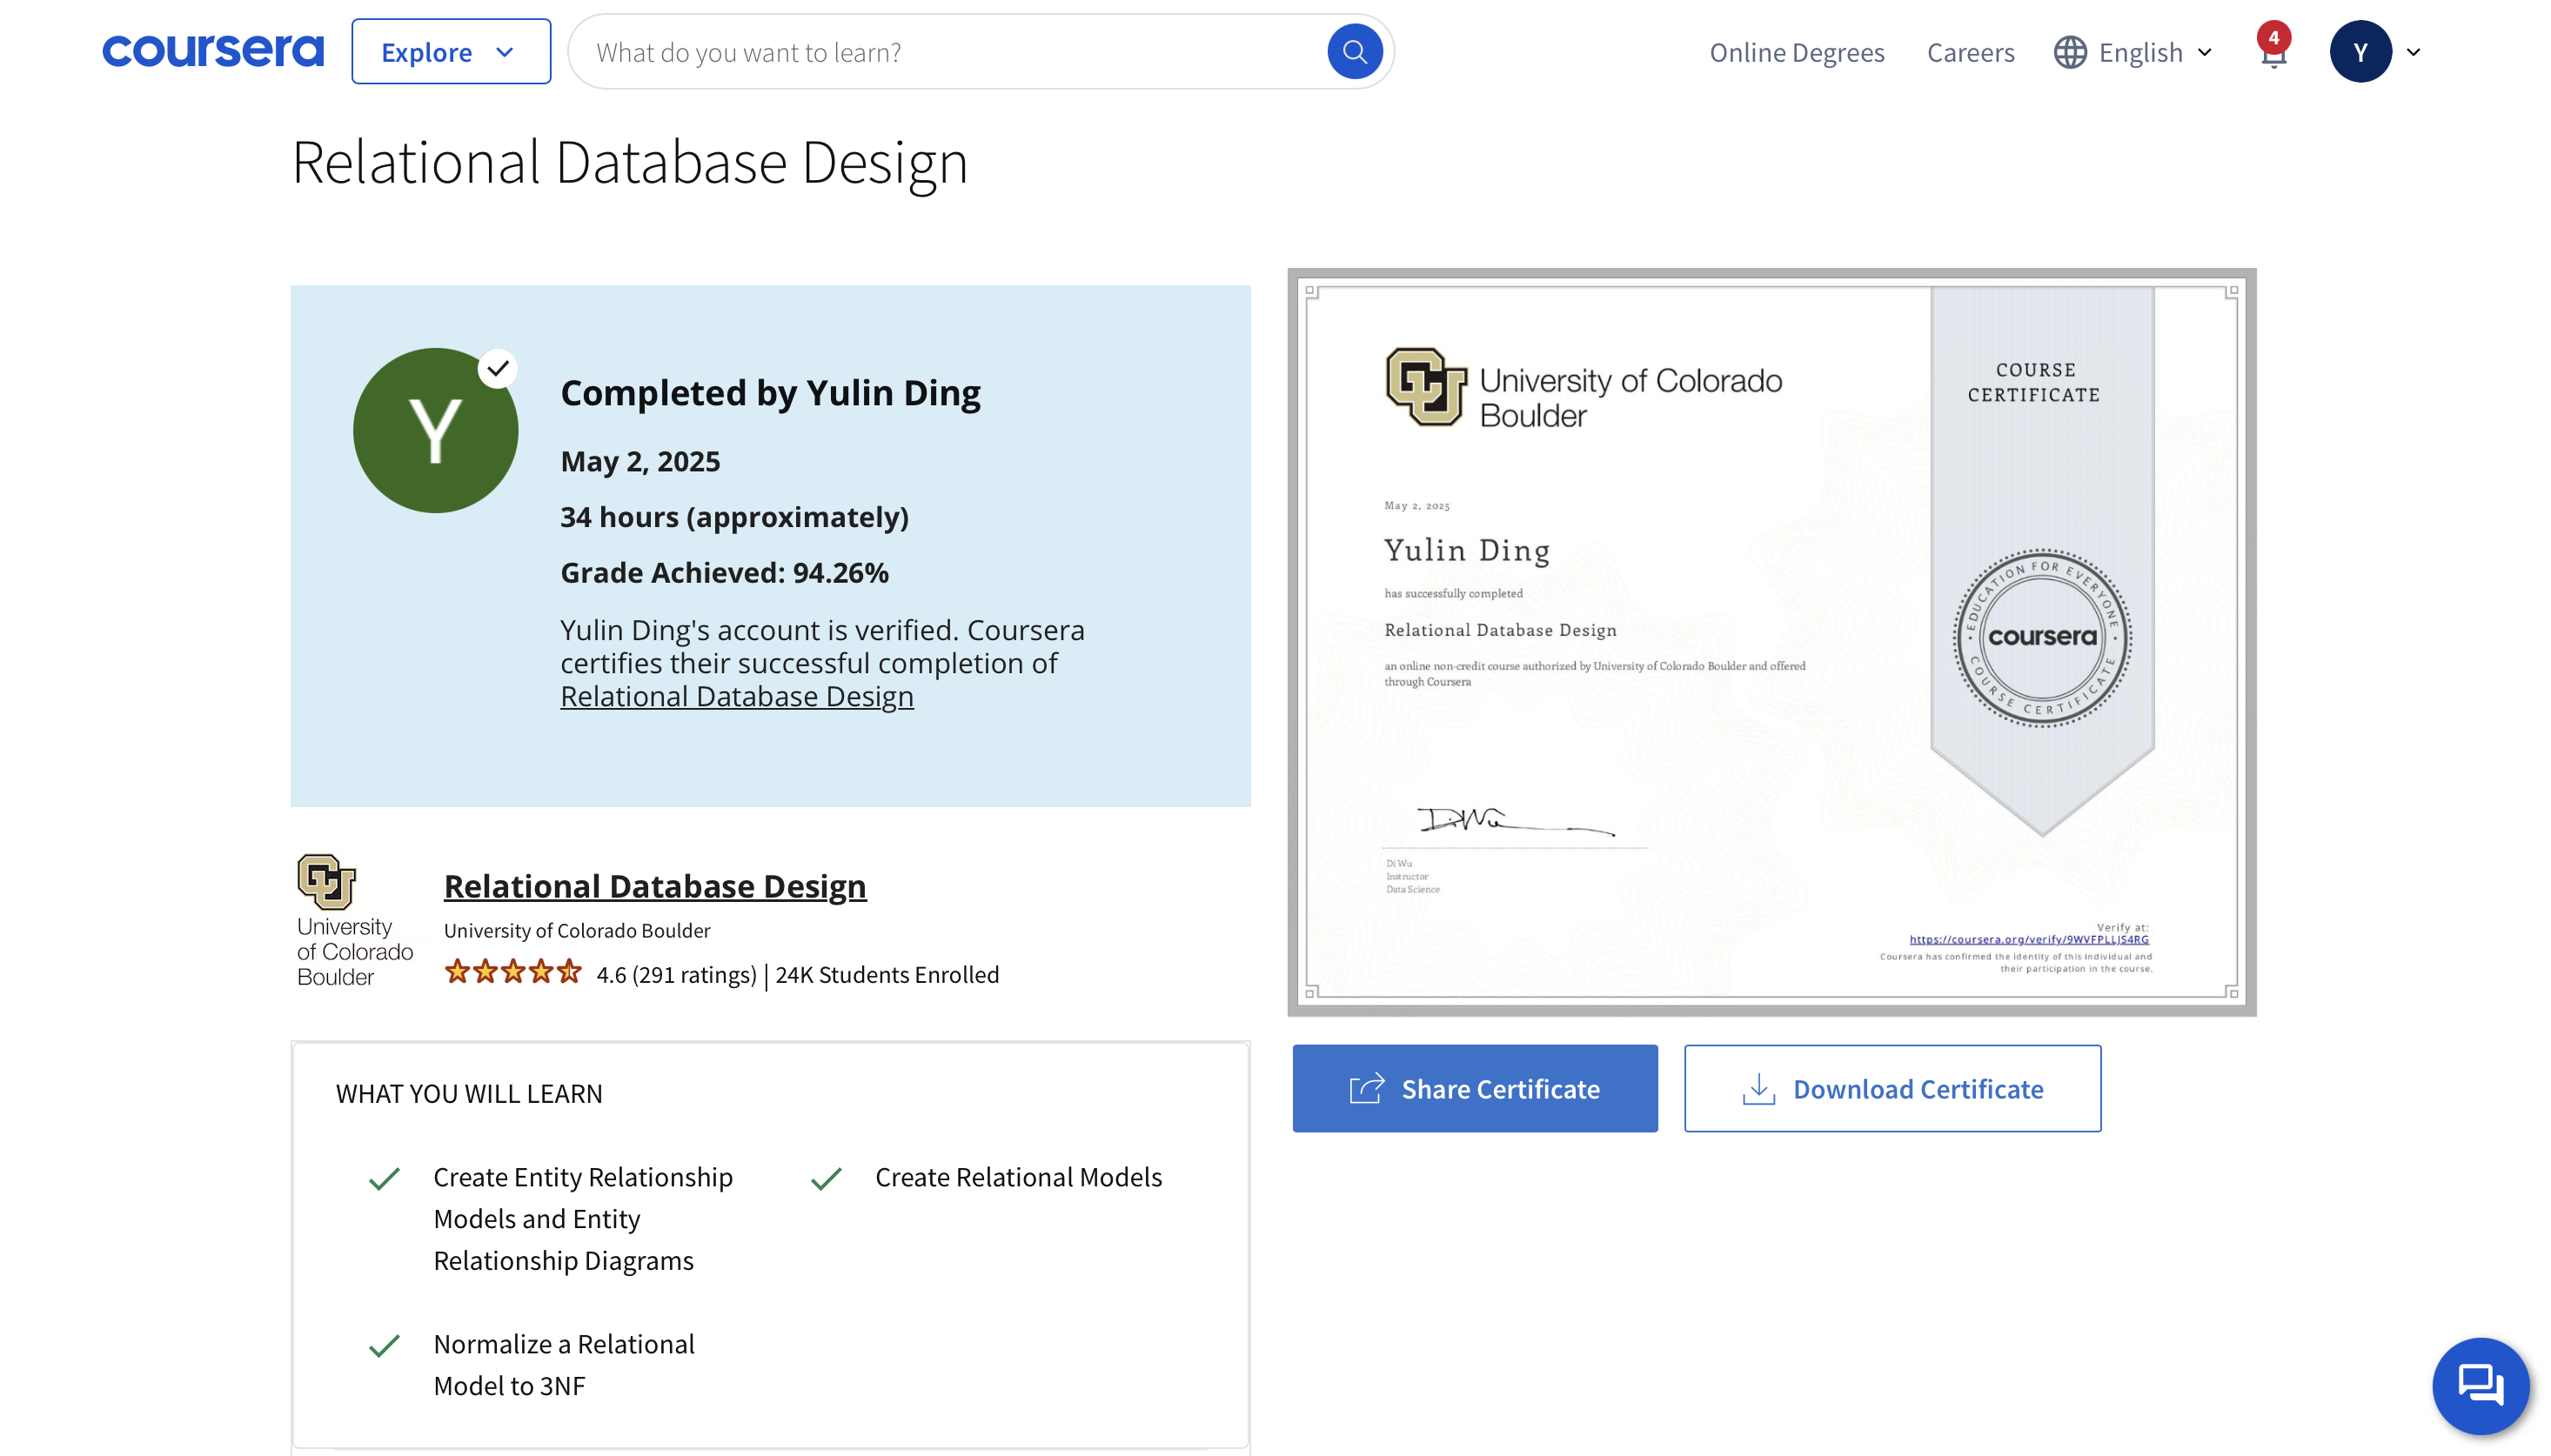 coursera
Explore
What do you want to learn?
Online Degrees
Careers
English
4
Y
Relational Database Design
Y
Completed by Yulin Ding
May 2, 2025
34 hours (approximately)
Grade Achieved: 94.26%
Yulin Ding's account is verified. Coursera
certifies their successful completion of
Relational Database Design
University of Colorado
Boulder
COURSE
CERTIFICATE
May 2, 2025
Yulin Ding
has successfully completed
Relational Database Design
an online non-credit course authorized by University of Colorado Boulder and offered
through Coursera
EDUCATION FOR EVERYONE
coursera
COURSE CERTIFICATE
Di Wu
Instructor
Data Science
Verify at:
https://coursera.org/verify/9WVFPLLJS4RG
Coursera has confirmed the identity of this individual and
their participation in the course.
University
of Colorado
Boulder
Relational Database Design
University of Colorado Boulder
4.6 (291 ratings) | 24K Students Enrolled
Share Certificate
Download Certificate
WHAT YOU WILL LEARN
Create Entity Relationship
Models and Entity
Relationship Diagrams
Create Relational Models
Normalize a Relational
Model to 3NF